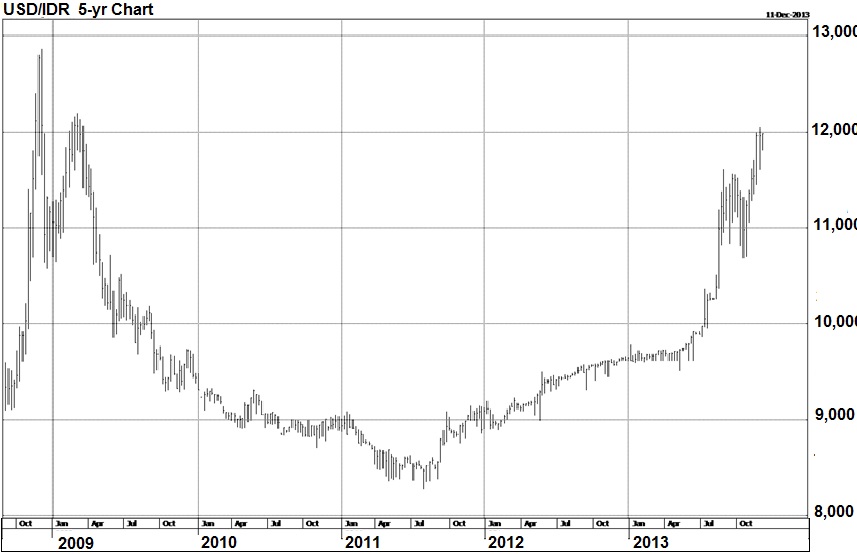 USD/IDR 5-yr Chart
11-Dec-2013
13,000
12,000
11,000
10,000
9,000
8,000
Oct Jan Apr Jul Oct Jan Apr Jul Oct Jan Apr Jul Oct Jan Apr Jul Oct Jan Apr Jul Oct
2009 2010 2011 2012 2013